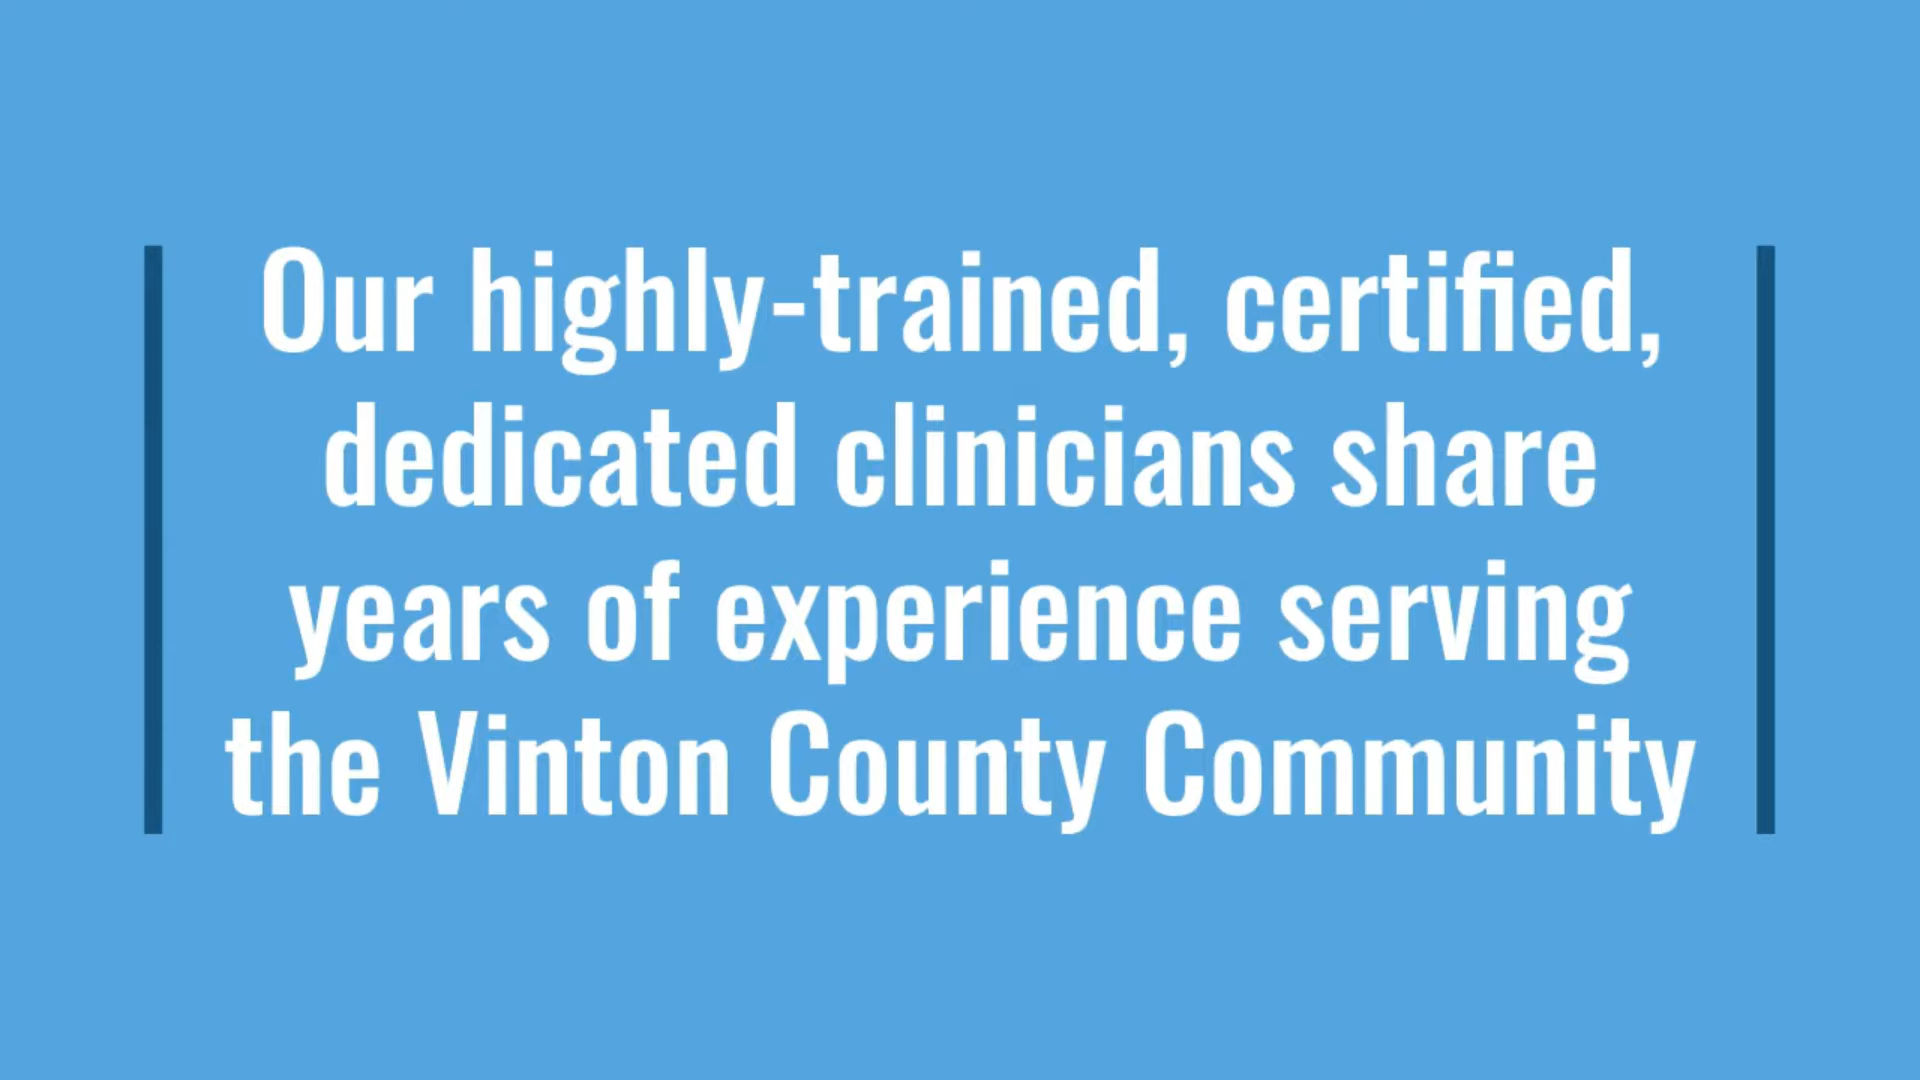 Our highly-trained, certified,
dedicated clinicians share
years of experience serving
the Vinton County Community